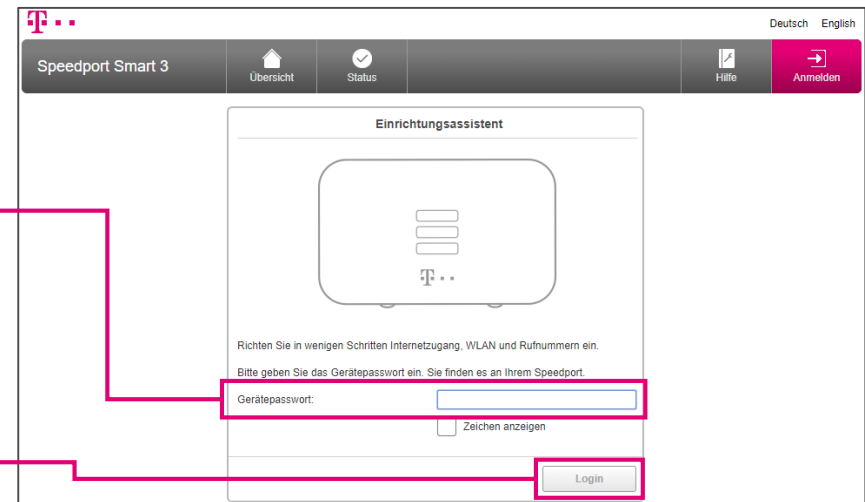 T
Deutsch English
Speedport Smart 3
Übersicht
Status
Hilfe
Anmelden
Einrichtungsassistent
T
Richten Sie in wenigen Schritten Internetzugang, WLAN und Rufnummern ein.
Bitte geben Sie das Gerätepasswort ein. Sie finden es an Ihrem Speedport.
Gerätepasswort:
Zeichen anzeigen
Login